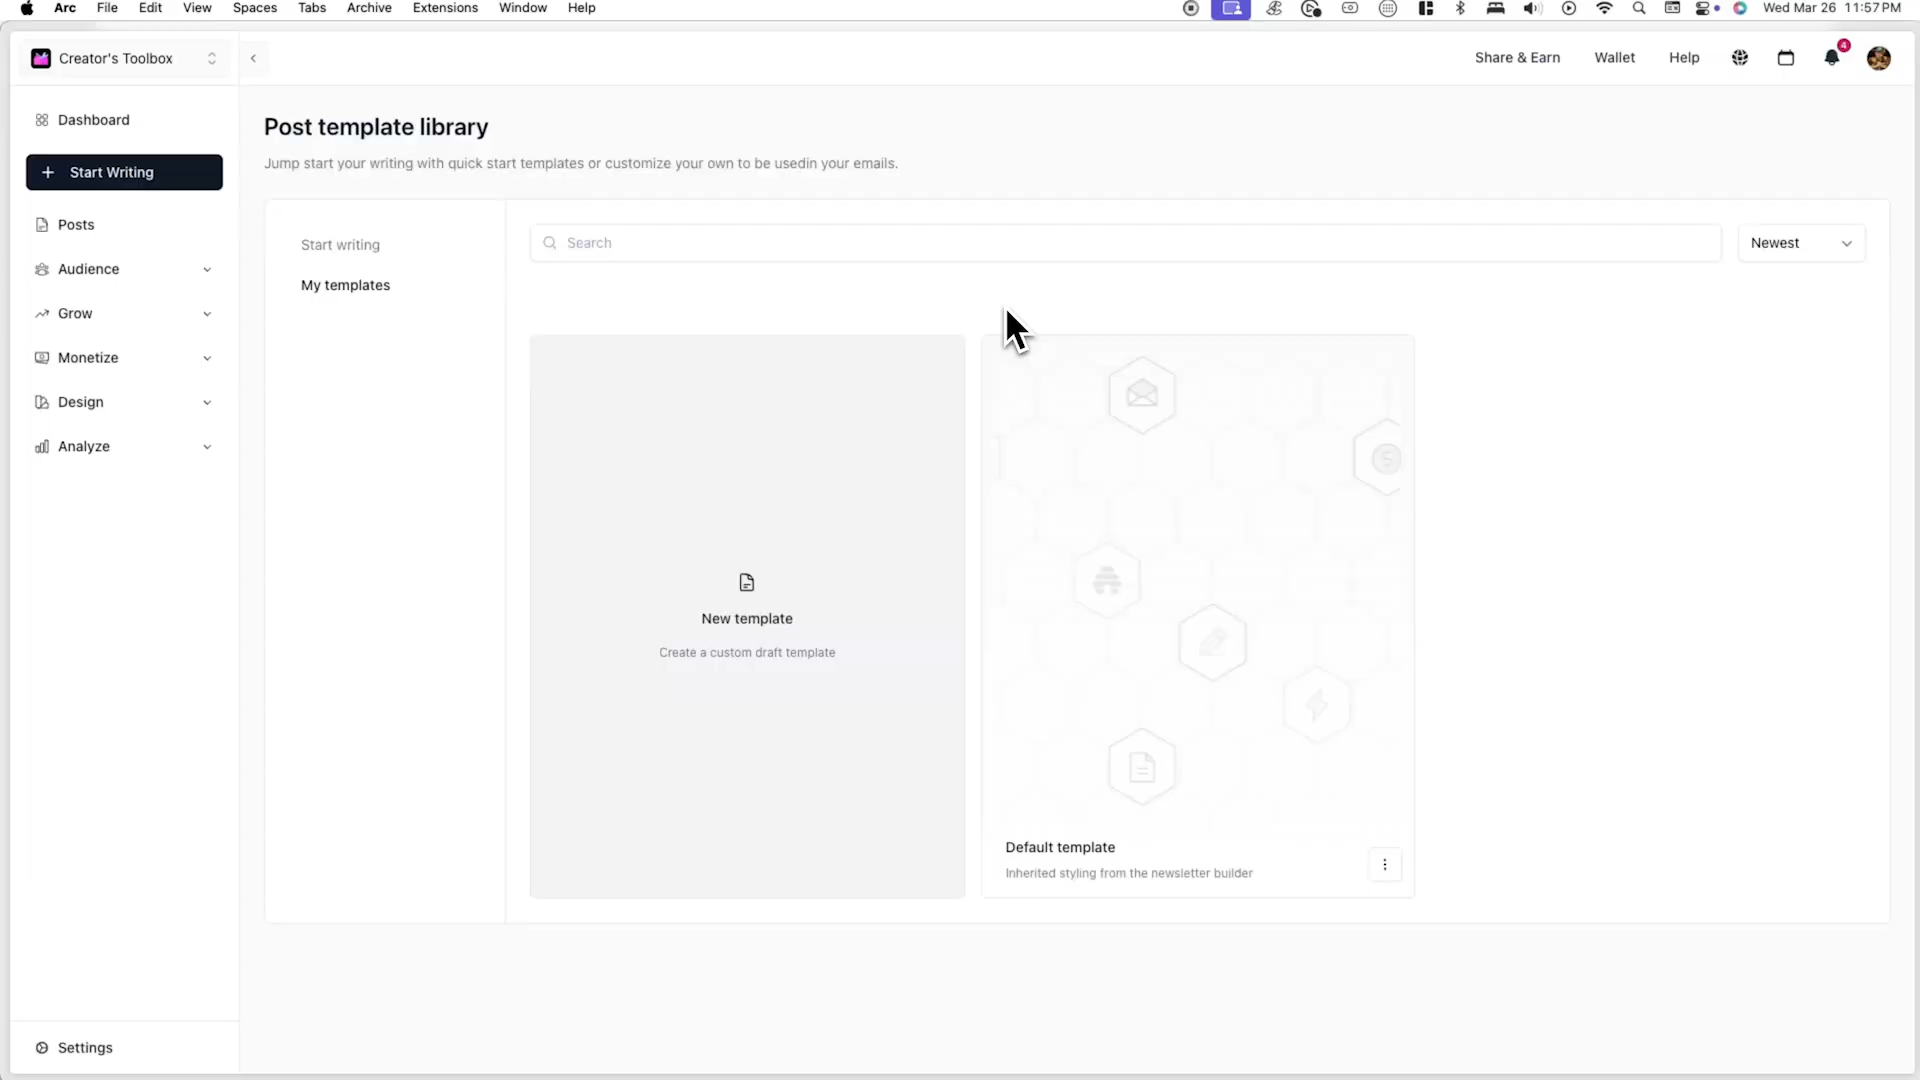 Arc File Edit View Spaces Tabs Archive Extensions Window Help Wed Mar 26 11:57 PM
Creator's Toolbox
Share & Earn Wallet Help 4
Dashboard
Start Writing
Posts
Audience
Grow
Monetize
Design
Analyze
Settings
Post template library
Jump start your writing with quick start templates or customize your own to be usedin your emails.
Start writing
My templates
Search
Newest
New template
Create a custom draft template
Default template
Inherited styling from the newsletter builder